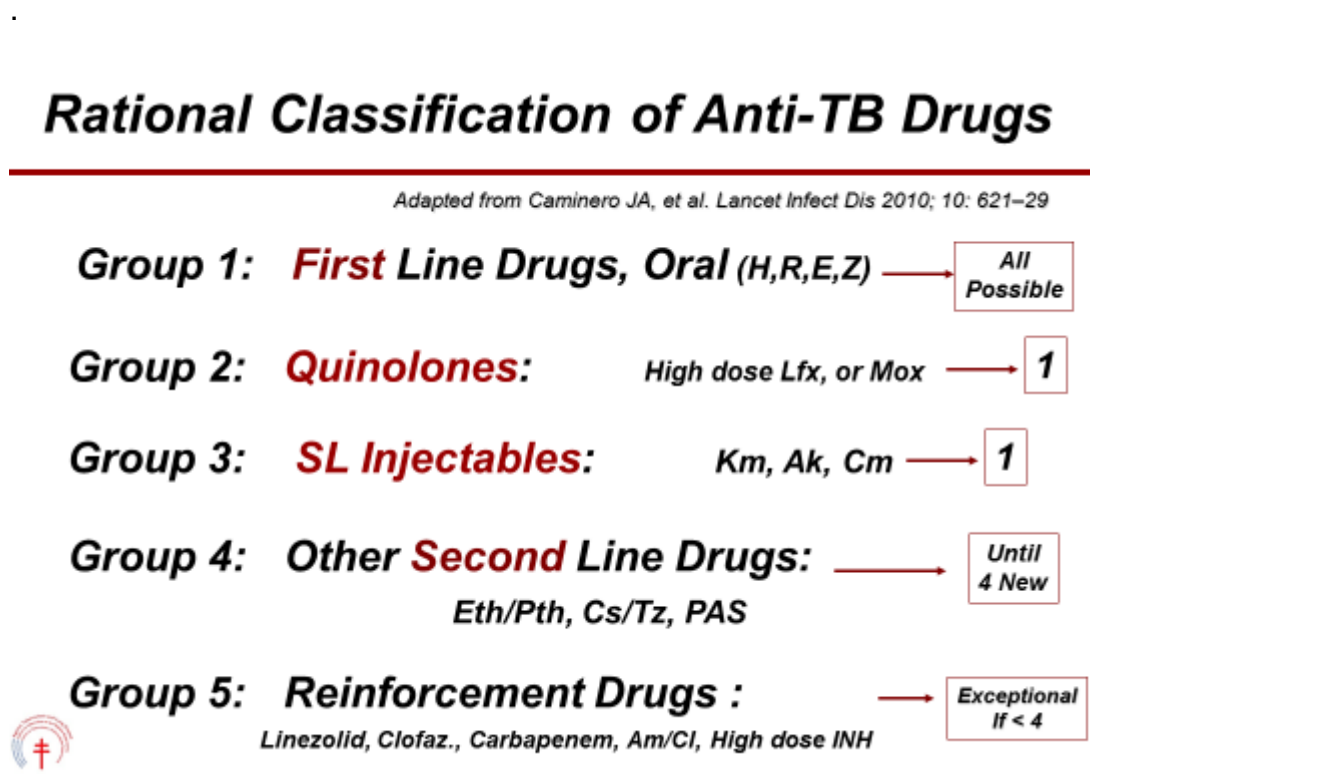 .
Rational Classification of Anti-TB Drugs
Adapted from Caminero JA, et al. Lancet Infect Dis 2010; 10: 621–29
Group 1: First Line Drugs, Oral (H,R,E,Z)
All
Possible
Group 2: Quinolones: High dose Lfx, or Mox
1
Group 3: SL Injectables: Km, Ak, Cm
1
Group 4: Other Second Line Drugs:
Until
4 New
Eth/Pth, Cs/Tz, PAS
Group 5: Reinforcement Drugs :
Exceptional
If < 4
Linezolid, Clofaz., Carbapenem, Am/Cl, High dose INH